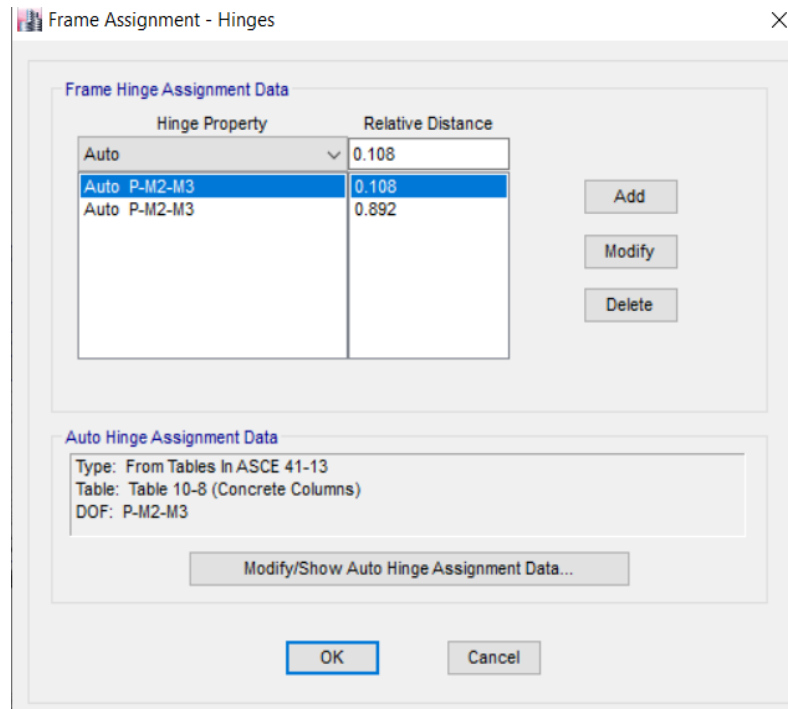 Frame Assignment - Hinges
Frame Hinge Assignment Data
Hinge Property Relative Distance
Auto 0.108
Auto P-M2-M3 0.108
Auto P-M2-M3 0.892
Add
Modify
Delete
Auto Hinge Assignment Data
Type: From Tables In ASCE 41-13
Table: Table 10-8 (Concrete Columns)
DOF: P-M2-M3
Modify/Show Auto Hinge Assignment Data...
OK Cancel